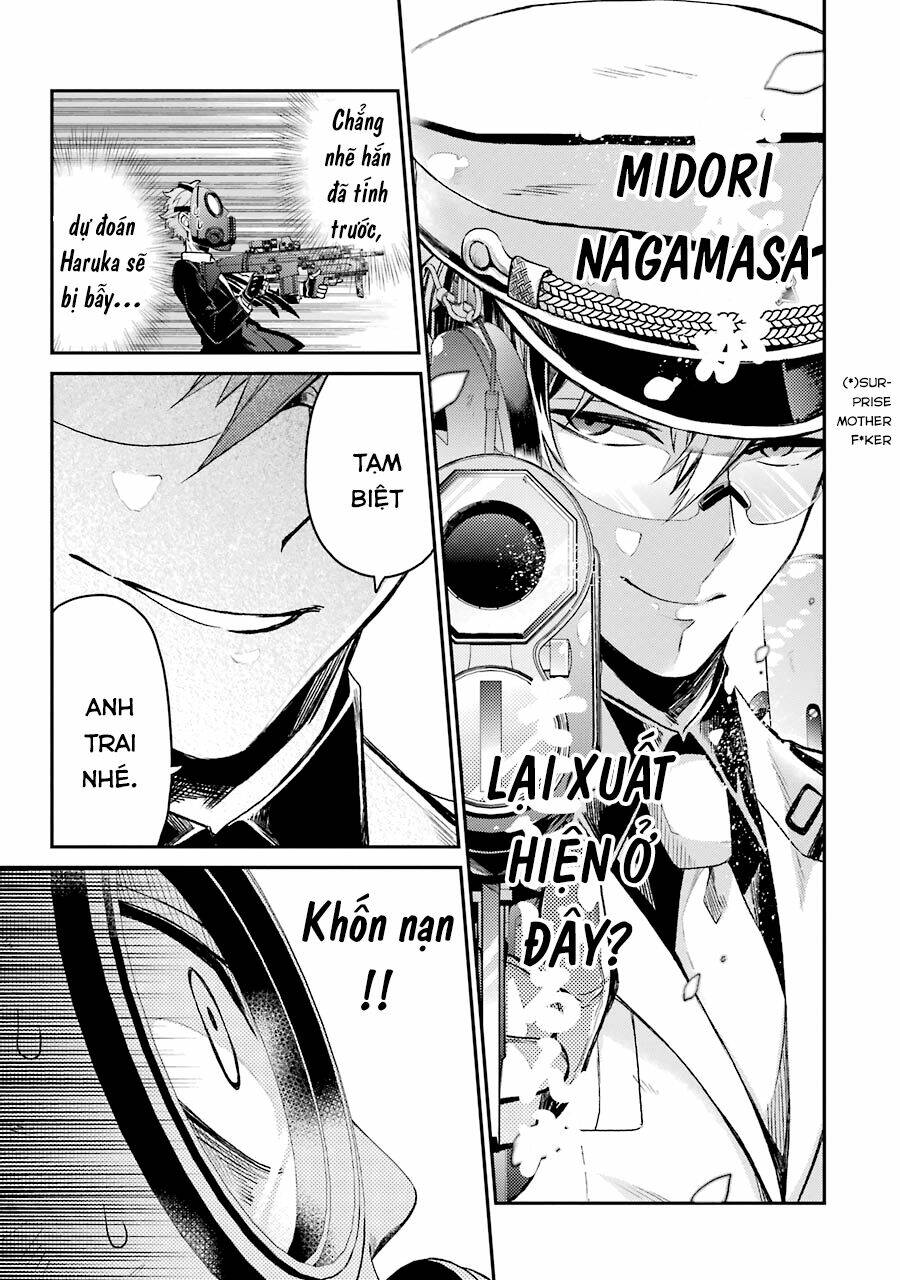 MIDORI
NAGAMASA
(*)SUR-
PRISE
MOTHER
F*KER
LẠI XUẤT
HIỆN Ở
ĐÂY?
Chẳng
nhẽ hắn
đã tính
trước,
dự đoán
Haruka sẽ
bị bẫy...
TẠM
BIỆT
ANH
TRAI
NHÉ.
Khốn nạn
!!